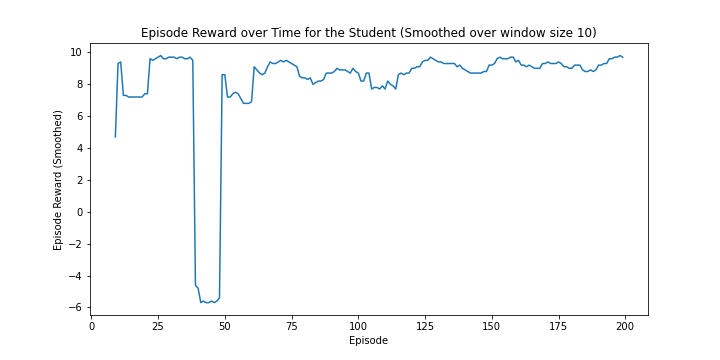 Episode Reward over Time for the Student (Smoothed over window size 10)
10
8
6
4
2
0
−2
−4
−6
Episode Reward (Smoothed)
0 25 50 75 100 125 150 175 200
Episode